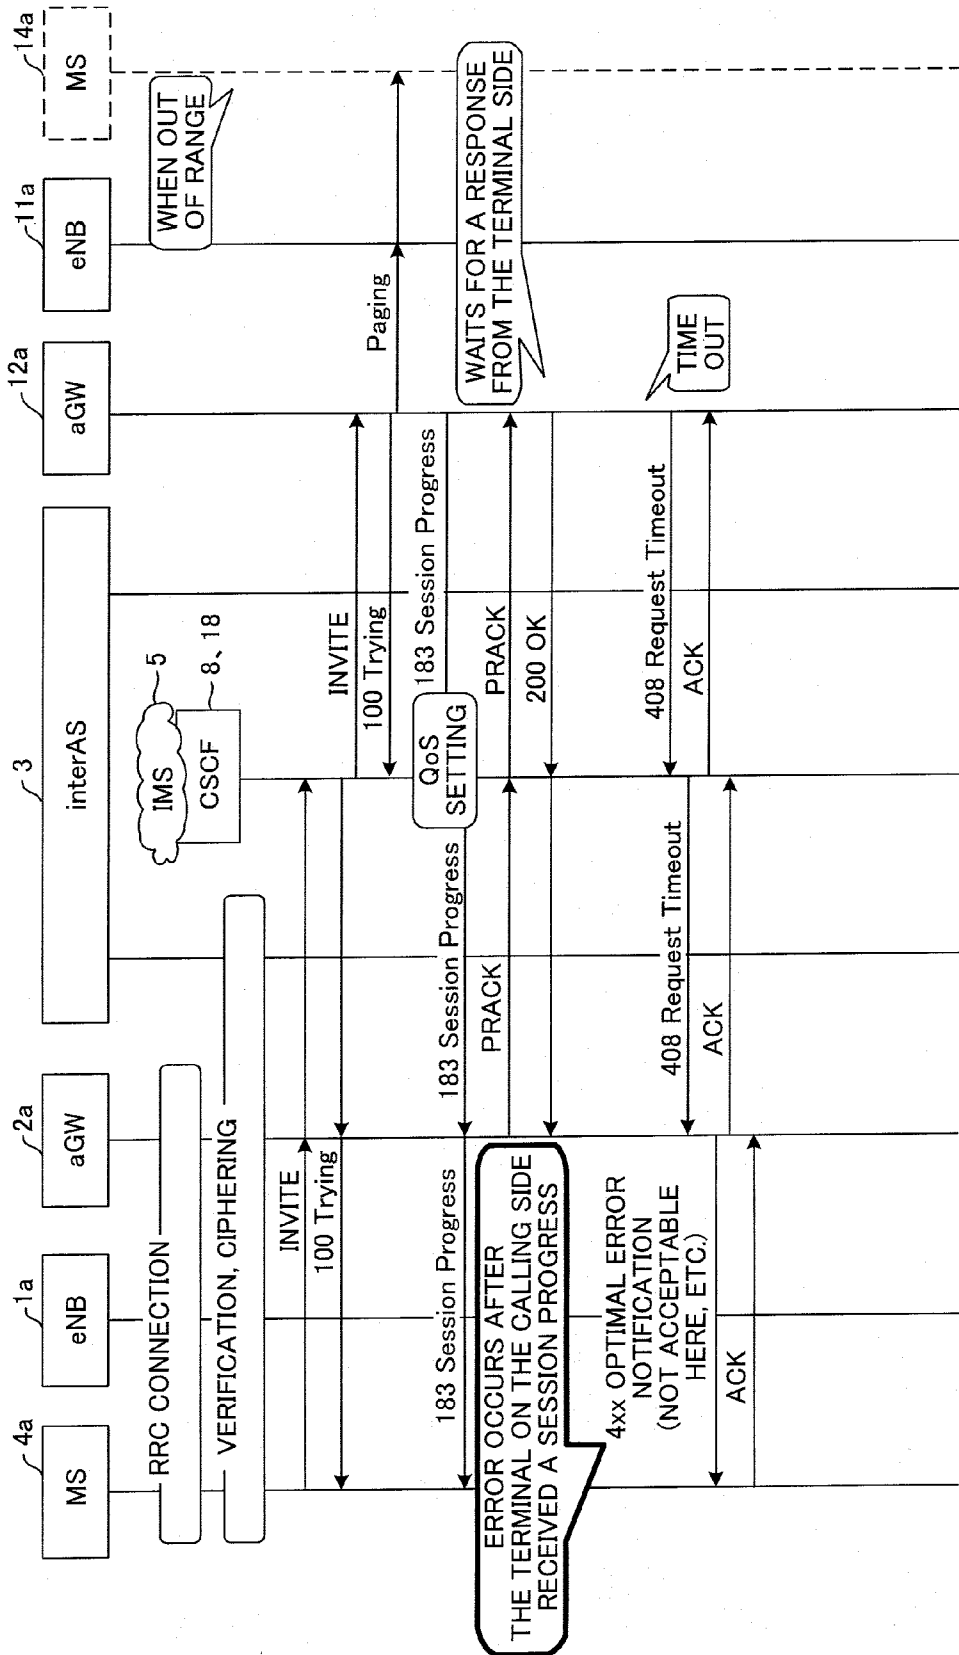 4a
MS
1a
eNB
2a
aGW
3
interAS
12a
aGW
11a
eNB
14a
MS
RRC CONNECTION
VERIFICATION, CIPHERING
IMS
5
CSCF
8、18
WHEN OUT
OF RANGE
INVITE
INVITE
100 Trying
100 Trying
Paging
183 Session Progress
183 Session Progress
183 Session Progress
QoS
SETTING
WAITS FOR A RESPONSE
FROM THE TERMINAL SIDE
PRACK
PRACK
200 OK
ERROR OCCURS AFTER
THE TERMINAL ON THE CALLING SIDE
RECEIVED A SESSION PROGRESS
TIME
OUT
408 Request Timeout
408 Request Timeout
ACK
ACK
4xx OPTIMAL ERROR
NOTIFICATION
(NOT ACCEPTABLE
HERE, ETC.)
ACK